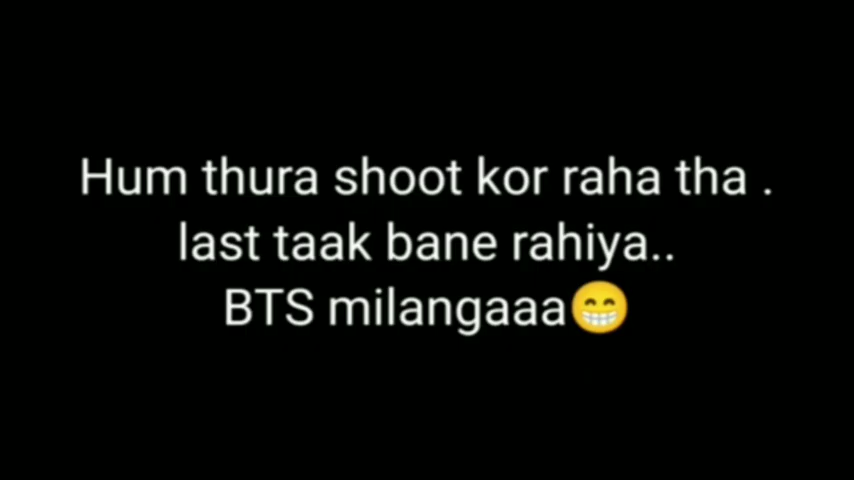 Hum thura shoot kor raha tha .
last taak bane rahiya..
BTS milangaaa😁